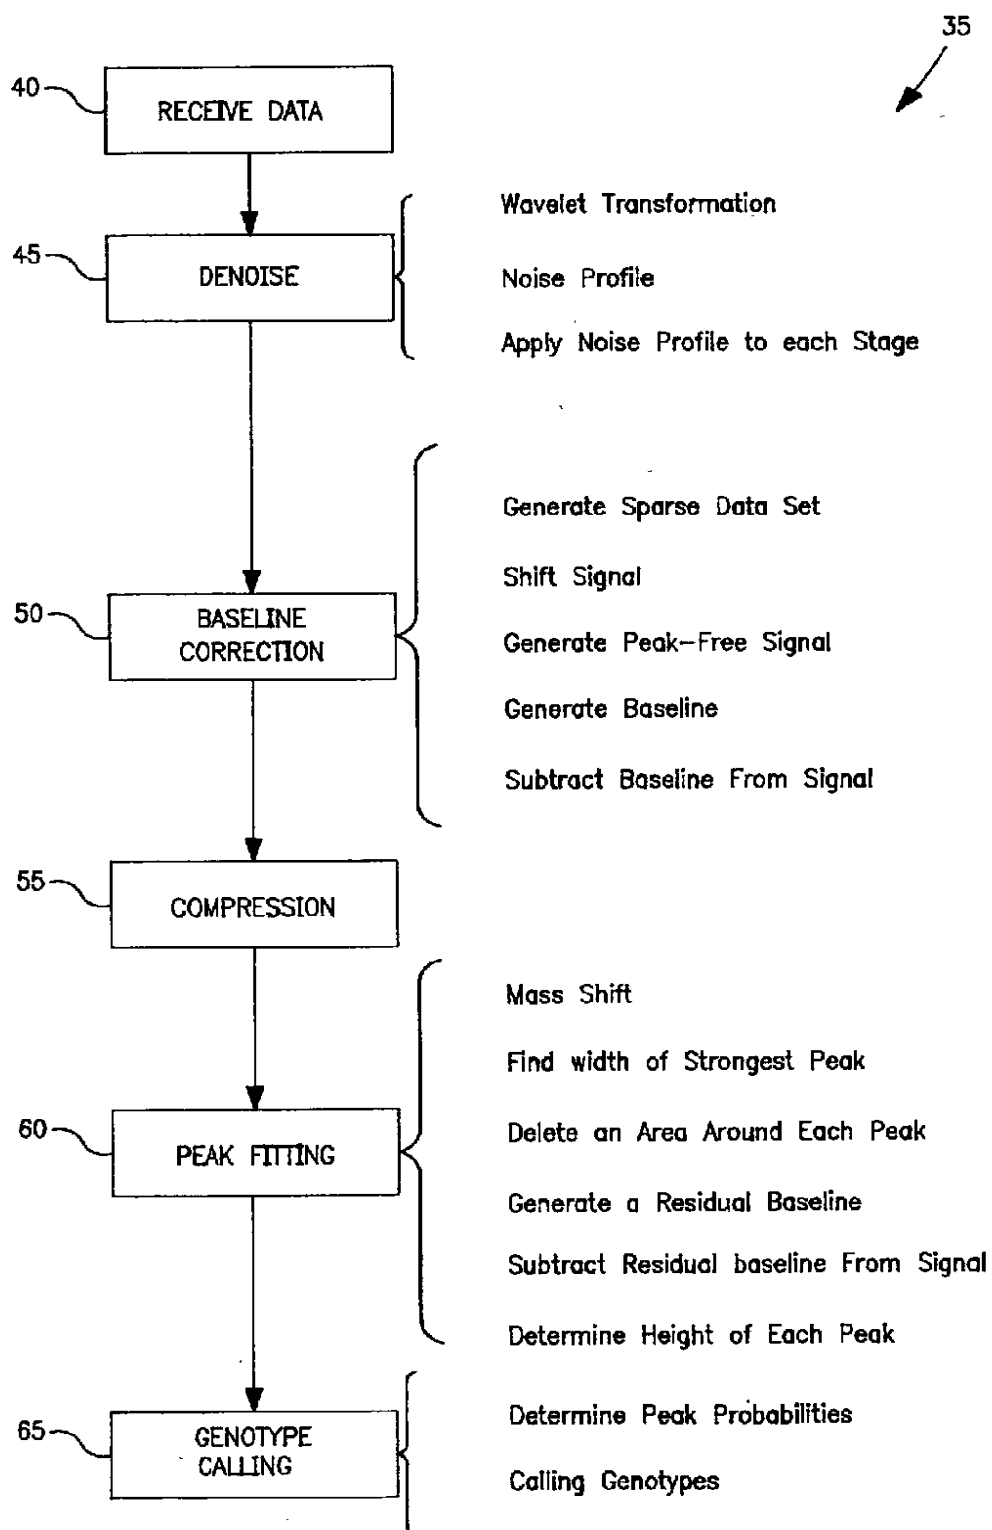 35
40
RECEIVE DATA
Wavelet Transformation
45
DENOISE
Noise Profile
Apply Noise Profile to each Stage
Generate Sparse Data Set
Shift Signal
50
BASELINE
CORRECTION
Generate Peak-Free Signal
Generate Baseline
Subtract Baseline From Signal
55
COMPRESSION
Mass Shift
Find width of Strongest Peak
60
PEAK FITTING
Delete an Area Around Each Peak
Generate a Residual Baseline
Subtract Residual baseline From Signal
Determine Height of Each Peak
65
GENOTYPE
CALLING
Determine Peak Probabilities
Calling Genotypes